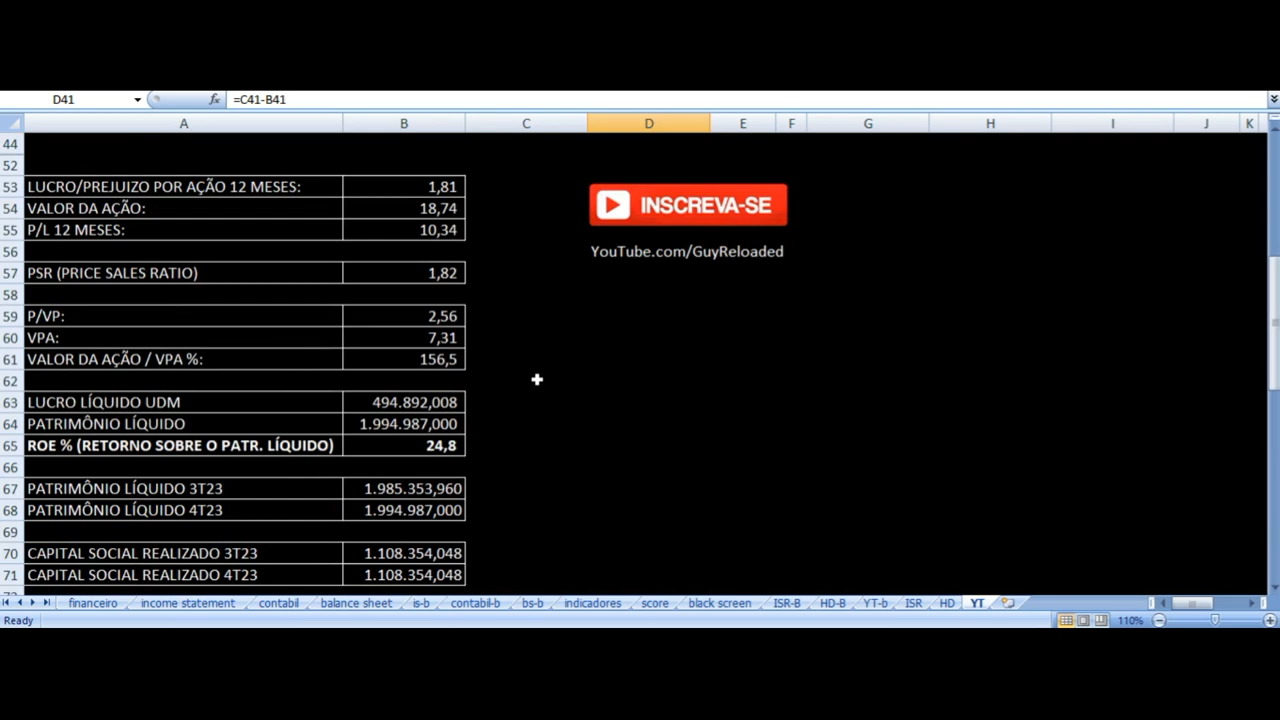 D41 fx =C41-B41
A B C D E F G H I J K
44
52
53 LUCRO/PREJUIZO POR AÇÃO 12 MESES: 1,81
54 VALOR DA AÇÃO: 18,74
55 P/L 12 MESES: 10,34
56
57 PSR (PRICE SALES RATIO) 1,82
58
59 P/VP: 2,56
60 VPA: 7,31
61 VALOR DA AÇÃO / VPA %: 156,5
62
63 LUCRO LÍQUIDO UDM 494.892,008
64 PATRIMÔNIO LÍQUIDO 1.994.987,000
65 ROE % (RETORNO SOBRE O PATR. LÍQUIDO) 24,8
66
67 PATRIMÔNIO LÍQUIDO 3T23 1.985.353,960
68 PATRIMÔNIO LÍQUIDO 4T23 1.994.987,000
69
70 CAPITAL SOCIAL REALIZADO 3T23 1.108.354,048
71 CAPITAL SOCIAL REALIZADO 4T23 1.108.354,048
INSCREVA-SE
YouTube.com/GuyReloaded
financeiro income statement contabil balance sheet is-b contabil-b bs-b indicadores score black screen ISR-B HD-B YT-b ISR HD YT
Ready 110%